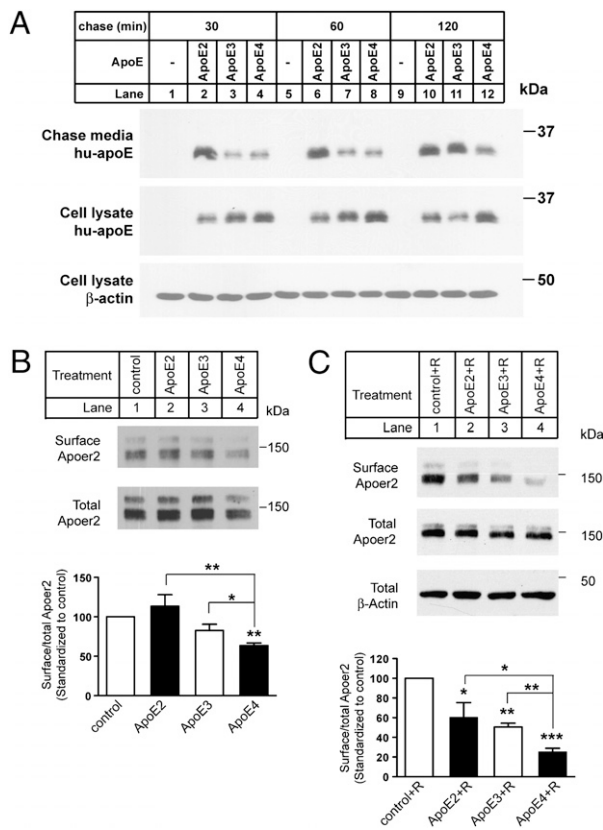 A
chase (min) 30 60 120
ApoE - ApoE2 ApoE3 ApoE4 - ApoE2 ApoE3 ApoE4 - ApoE2 ApoE3 ApoE4
Lane 1 2 3 4 5 6 7 8 9 10 11 12
kDa
Chase media
hu-apoE
37
Cell lysate
hu-apoE
37
Cell lysate
β-actin
50
B
Treatment control ApoE2 ApoE3 ApoE4
Lane 1 2 3 4
kDa
Surface
Apoer2
150
Total
Apoer2
150
Surface/total Apoer2
(Standardized to control)
150
100
50
0
**
*
**
control ApoE2 ApoE3 ApoE4
C
Treatment control+R ApoE2+R ApoE3+R ApoE4+R
Lane 1 2 3 4
kDa
Surface
Apoer2
150
Total
Apoer2
150
Total
β-Actin
50
Surface/total Apoer2
(Standardized to control)
120
100
80
60
40
20
0
*
**
*
**
***
control+R ApoE2+R ApoE3+R ApoE4+R